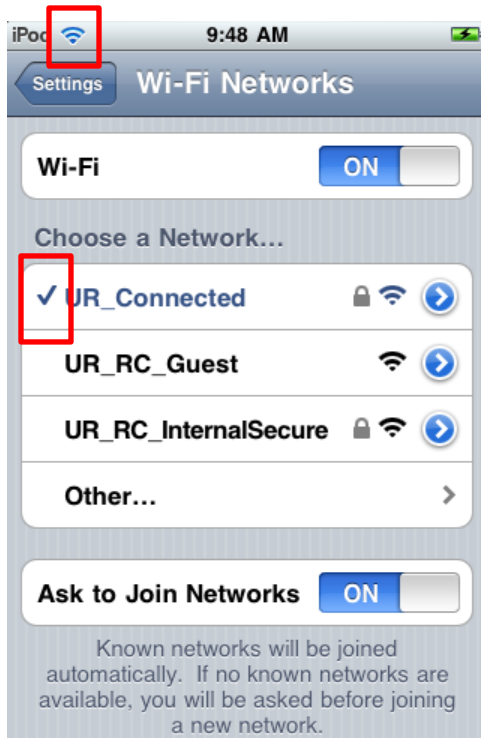 iPod 9:48 AM
Settings Wi-Fi Networks
Wi-Fi ON
Choose a Network...
UR_Connected
UR_RC_Guest
UR_RC_InternalSecure
Other...
Ask to Join Networks ON
Known networks will be joined
automatically. If no known networks are
available, you will be asked before joining
a new network.